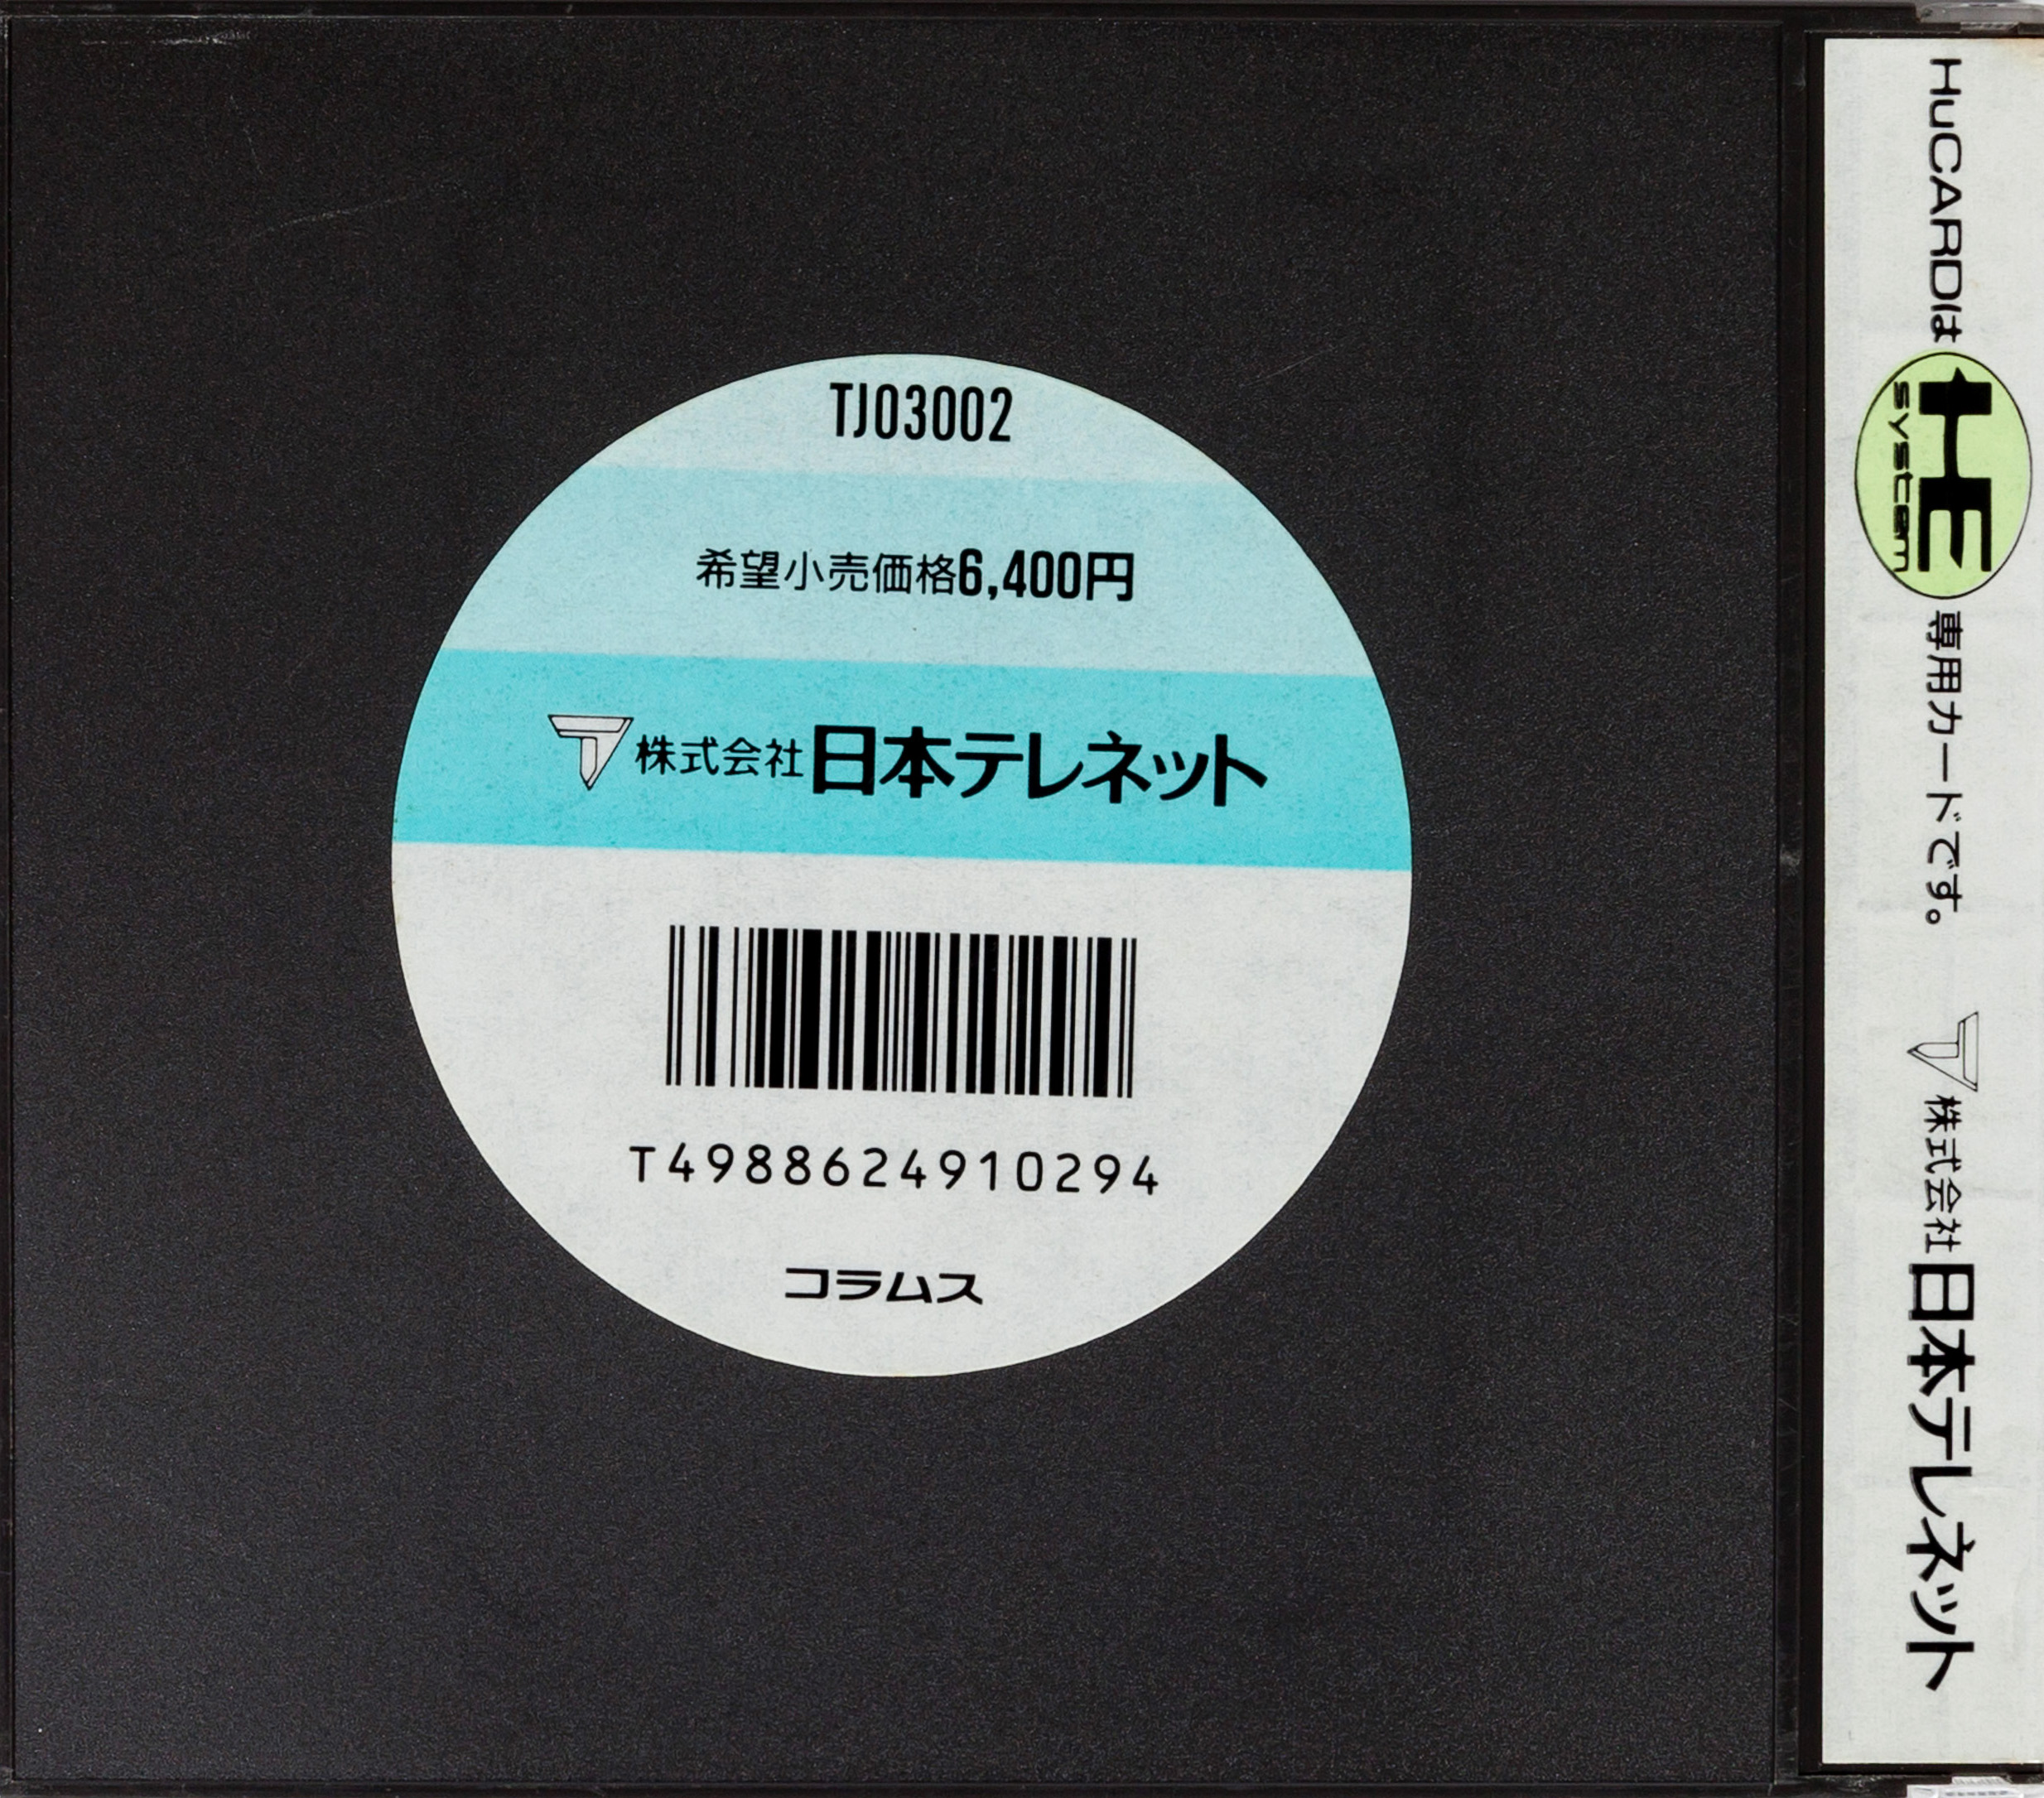 TJ03002
希望小売価格6,400円
株式会社日本テレネット
T4988624910294
コラムス
HuCARDは HE system 専用カードです。 株式会社日本テレネット